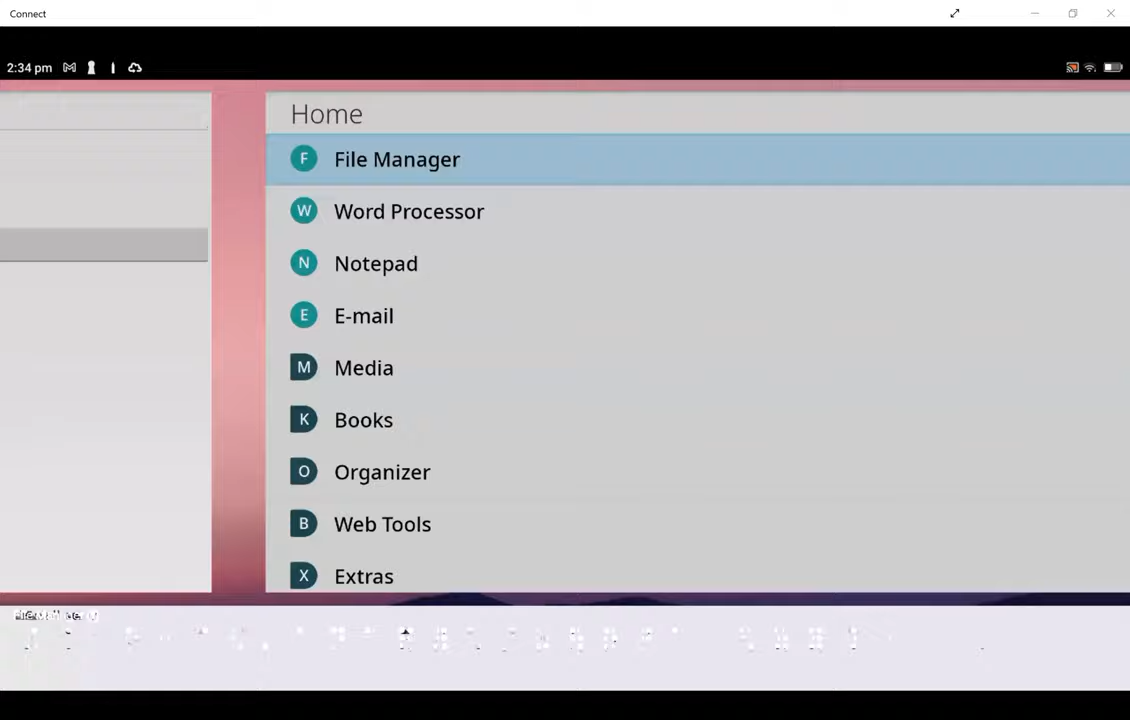 Connect
2:34 pm
Home
F File Manager
W Word Processor
N Notepad
E E-mail
M Media
K Books
O Organizer
B Web Tools
X Extras